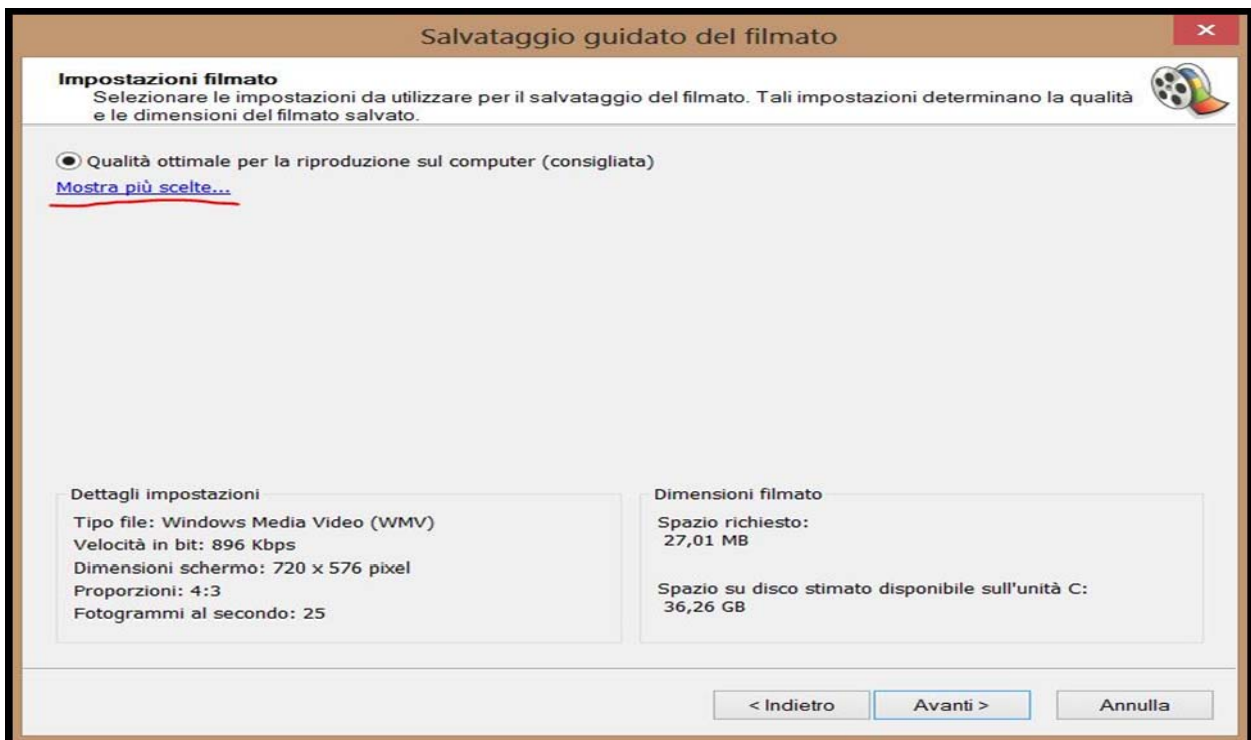 Salvataggio guidato del filmato
Impostazioni filmato
Selezionare le impostazioni da utilizzare per il salvataggio del filmato. Tali impostazioni determinano la qualità
e le dimensioni del filmato salvato.
Qualità ottimale per la riproduzione sul computer (consigliata)
Mostra più scelte...
Dettagli impostazioni
Tipo file: Windows Media Video (WMV)
Velocità in bit: 896 Kbps
Dimensioni schermo: 720 x 576 pixel
Proporzioni: 4:3
Fotogrammi al secondo: 25
Dimensioni filmato
Spazio richiesto:
27,01 MB
Spazio su disco stimato disponibile sull'unità C:
36,26 GB
< Indietro
Avanti >
Annulla